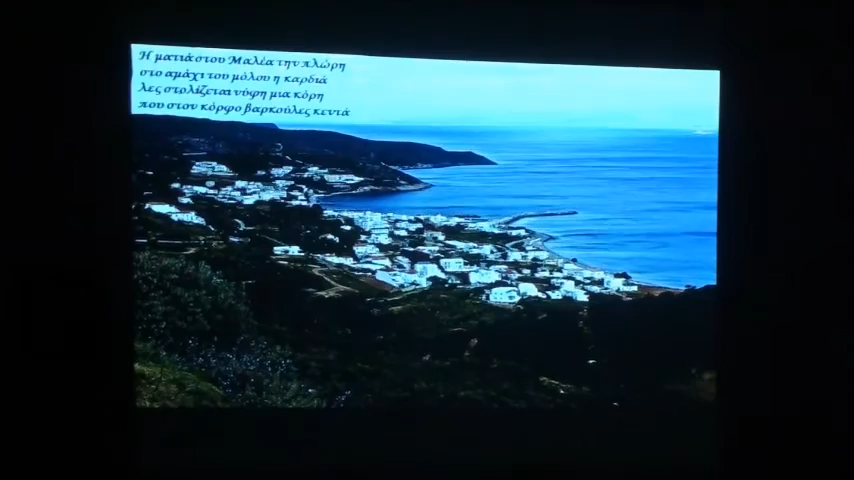 Η ματιά στου Μαλέα την πλώρη
στο αμάχι του μόλου η καρδιά
λες στολίζεται νύφη μια κόρη
που στον κόρφο βαρκούλες κεντά